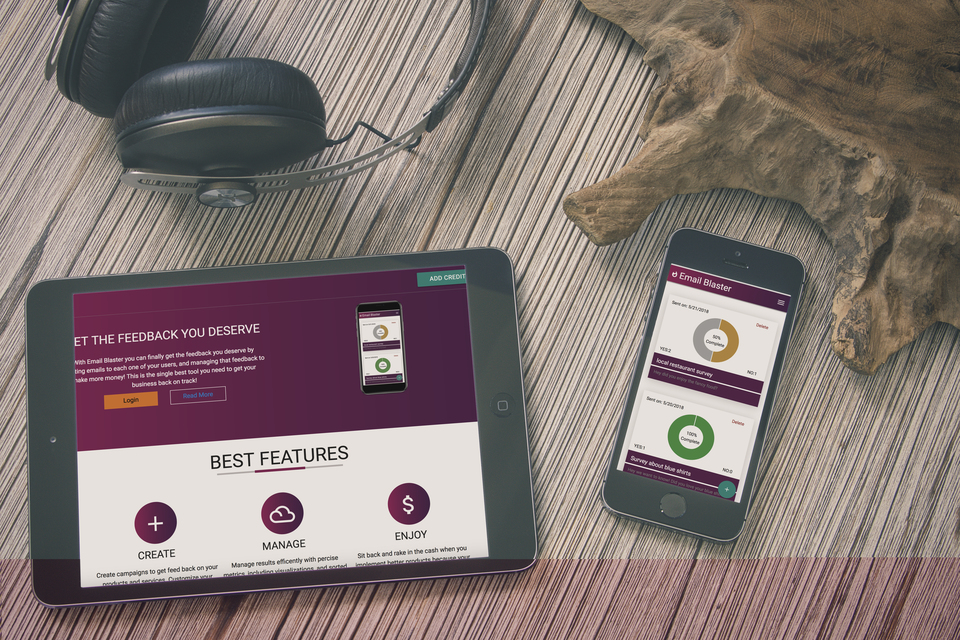 ADD CREDIT
ET THE FEEDBACK YOU DESERVE
With Email Blaster you can finally get the feedback you deserve by
ting emails to each one of your users, and managing that feedback to
make more money! This is the single best tool you need to get your
business back on track!
Login
Read More
BEST FEATURES
CREATE
Create campaigns to get feed back on your
products and services. Customize your
MANAGE
Manage results efficently with percise
metrics, including visualizations, and sorted
ENJOY
Sit back and rake in the cash when you
implement better products because your
Email Blaster
Sent on: 5/21/2018
Delete
50%
Complete
YES:2
NO:1
local restaurant survey
Sent on: 5/20/2018
Delete
100%
Complete
YES:1
NO:0
Survey about blue shirts